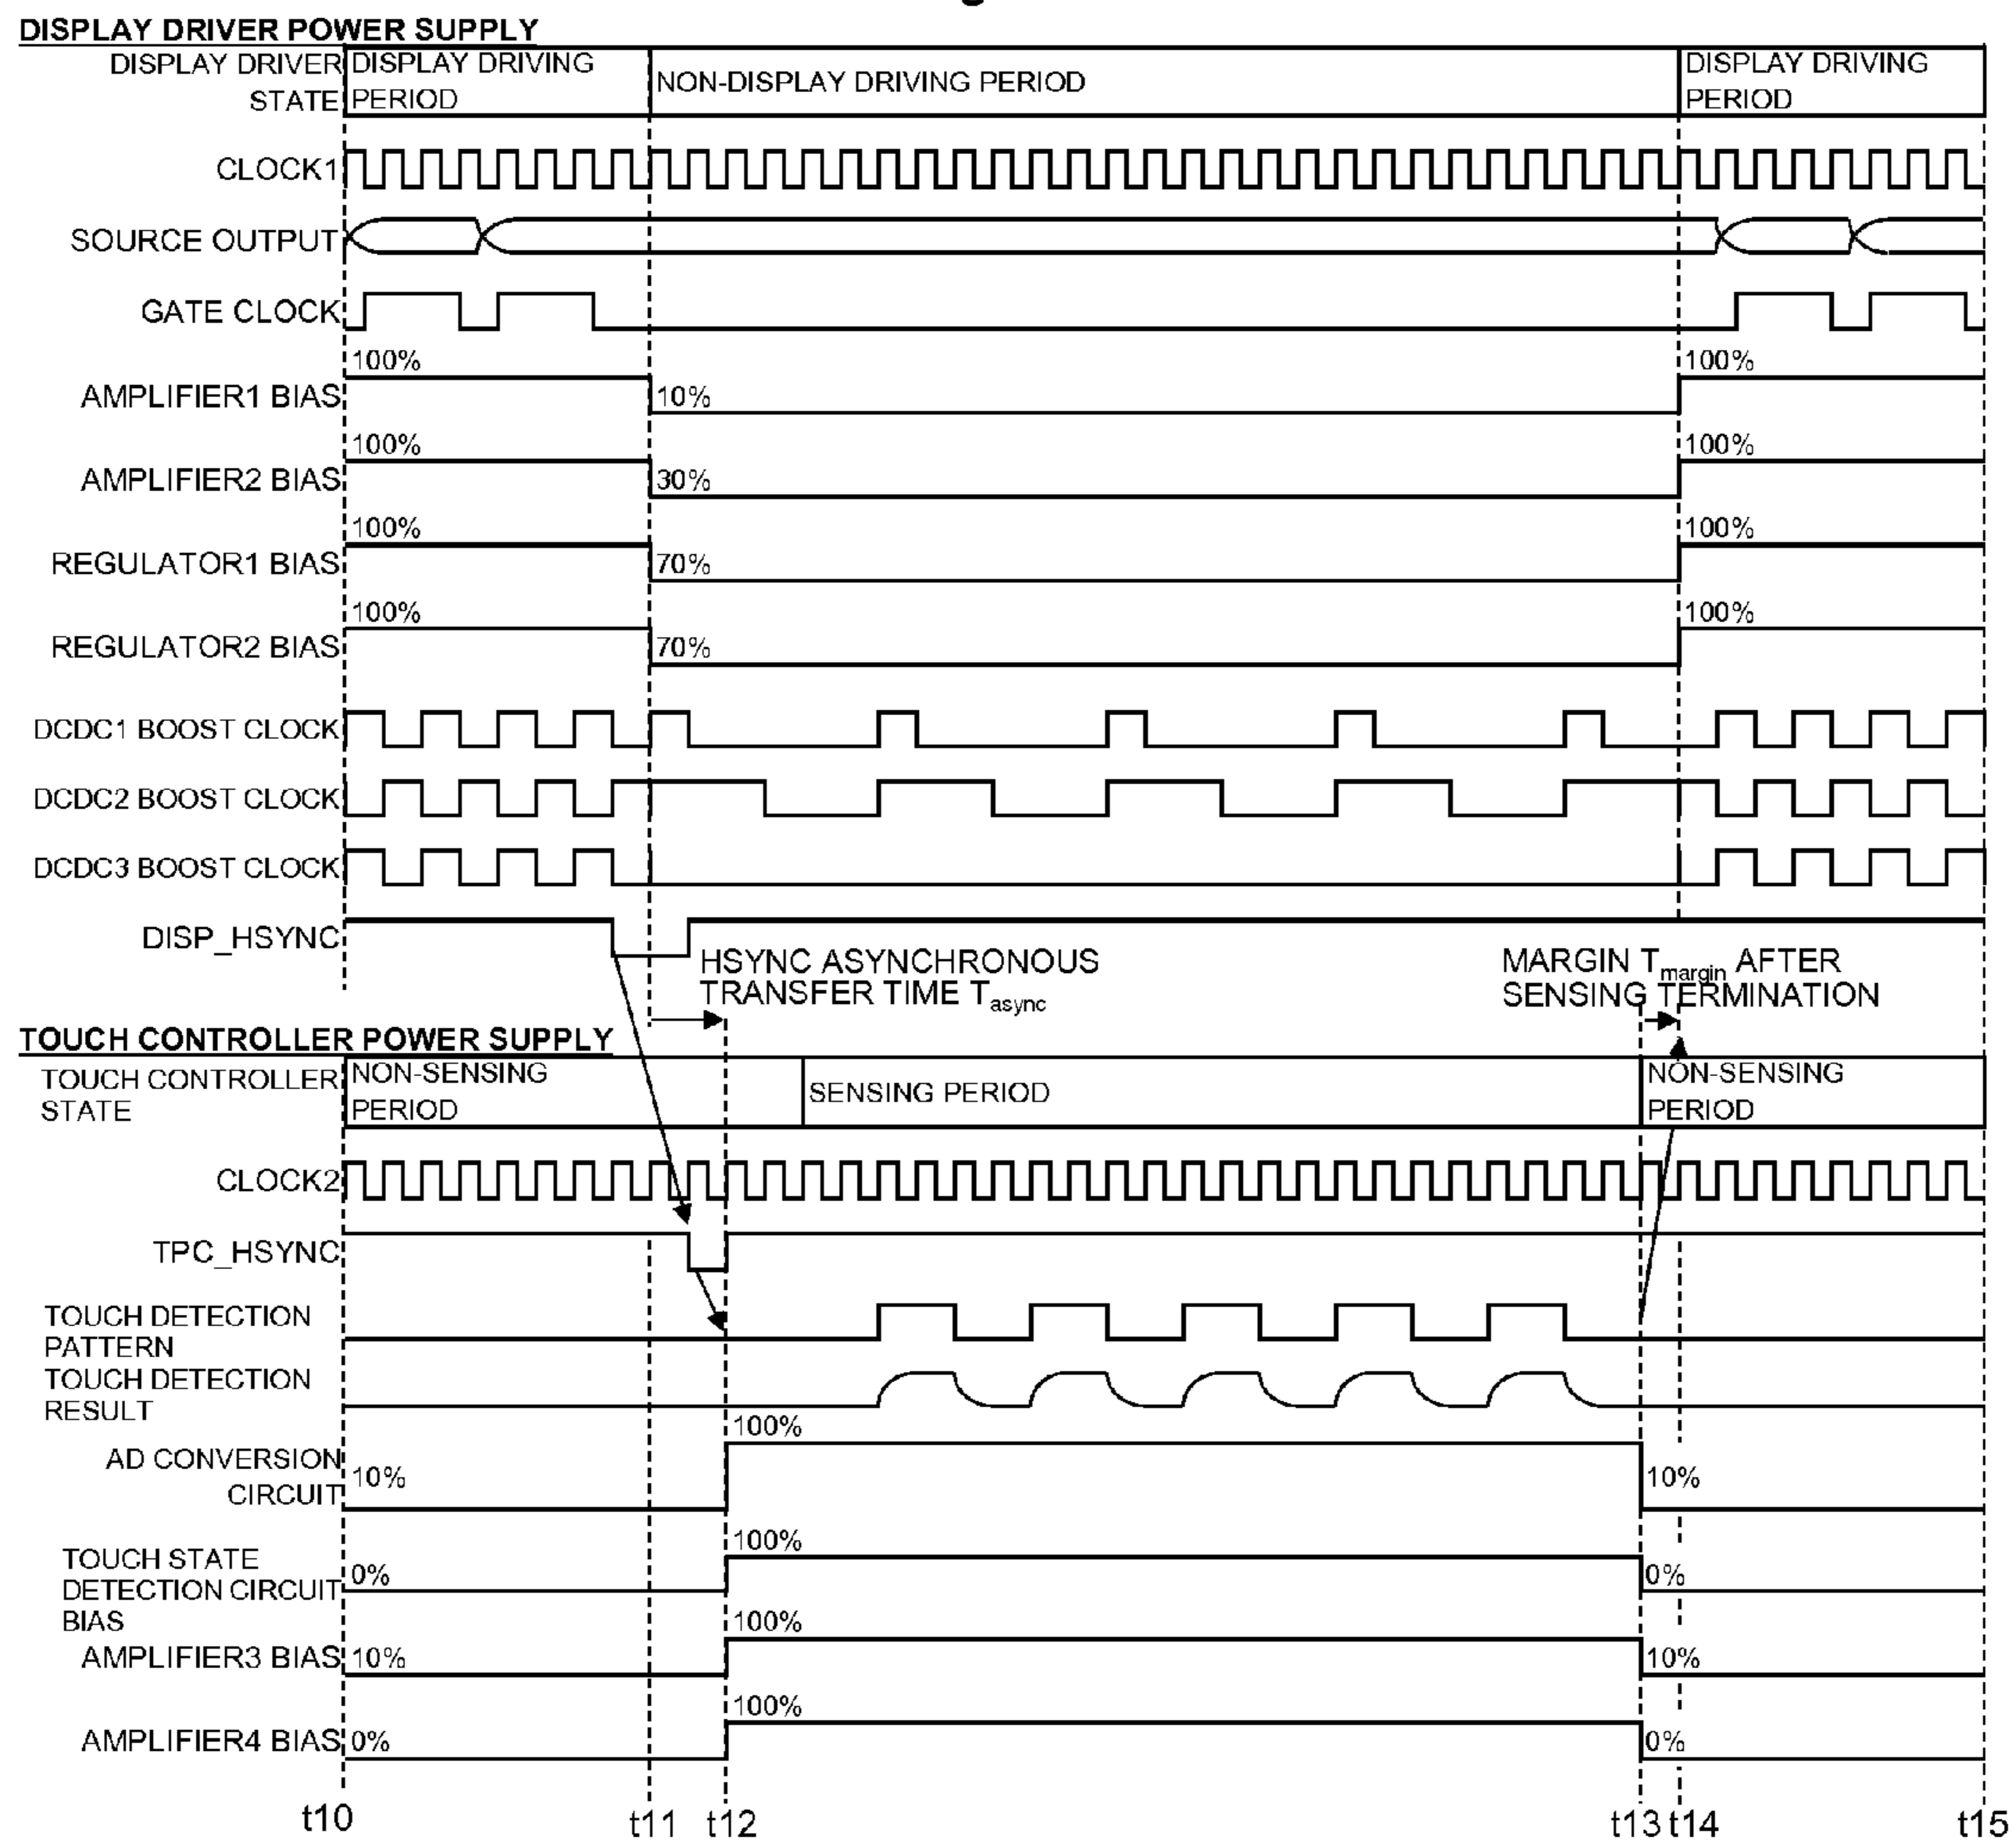 DISPLAY DRIVER POWER SUPPLY
DISPLAY DRIVER
STATE
DISPLAY DRIVING
PERIOD
NON-DISPLAY DRIVING PERIOD
DISPLAY DRIVING
PERIOD
CLOCK1
SOURCE OUTPUT
GATE CLOCK
100%
100%
AMPLIFIER1 BIAS
10%
100%
100%
AMPLIFIER2 BIAS
30%
100%
100%
REGULATOR1 BIAS
70%
100%
100%
REGULATOR2 BIAS
70%
DCDC1 BOOST CLOCK
DCDC2 BOOST CLOCK
DCDC3 BOOST CLOCK
DISP_HSYNC
HSYNC ASYNCHRONOUS
TRANSFER TIME Tasync
MARGIN Tmargin AFTER
SENSING TERMINATION
TOUCH CONTROLLER POWER SUPPLY
TOUCH CONTROLLER
STATE
NON-SENSING
PERIOD
SENSING PERIOD
NON-SENSING
PERIOD
CLOCK2
TPC_HSYNC
TOUCH DETECTION
PATTERN
TOUCH DETECTION
RESULT
100%
AD CONVERSION
CIRCUIT
10%
10%
100%
TOUCH STATE
DETECTION CIRCUIT
BIAS
0%
0%
100%
AMPLIFIER3 BIAS
10%
10%
100%
AMPLIFIER4 BIAS
0%
0%
t10
t11
t12
t13
t14
t15